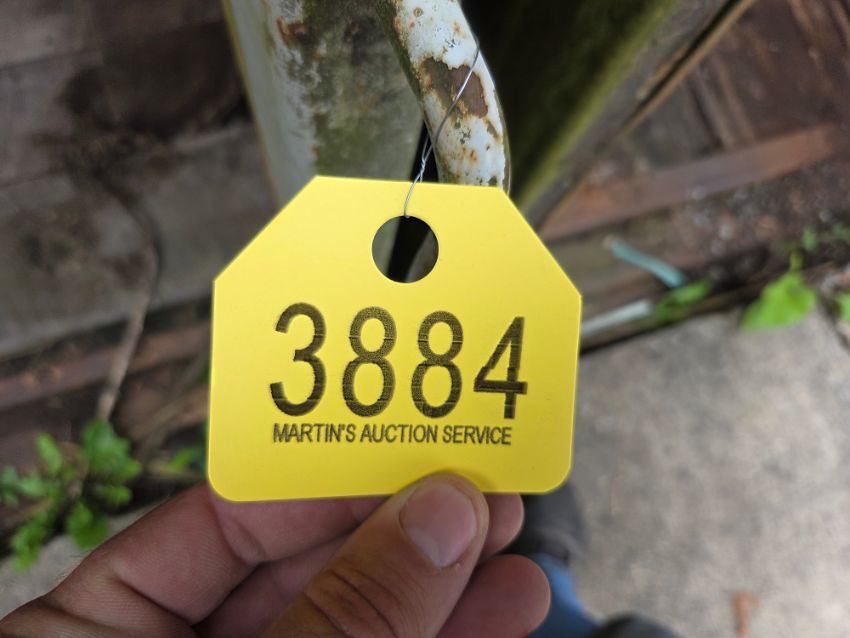 3884
MARTIN'S AUCTION SERVICE